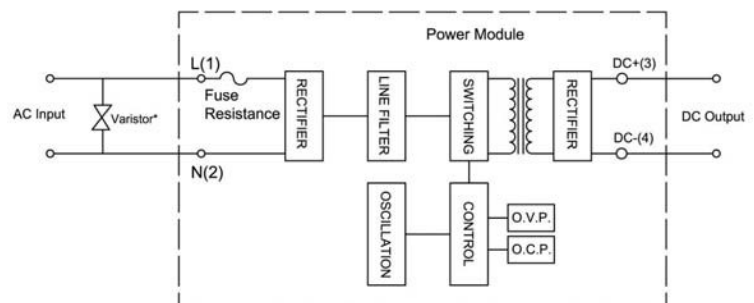 Power Module
L(1)
DC+(3)
Fuse
Resistance
RECTIFIER
LINE FILTER
SWITCHING
RECTIFIER
AC Input
Varistor*
DC Output
DC-(4)
N(2)
OSCILLATION
CONTROL
O.V.P.
O.C.P.